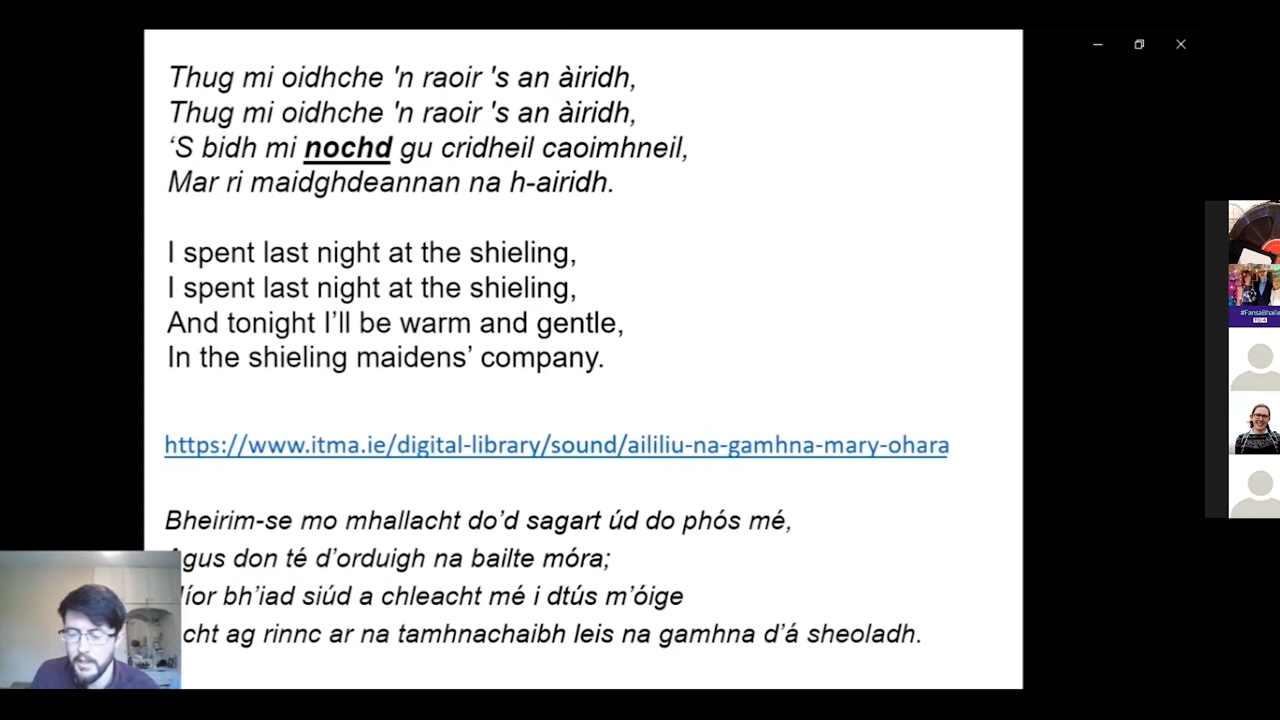 Thug mi oidhche 'n raoir 's an àiridh,
Thug mi oidhche 'n raoir 's an àiridh,
‘S bidh mi nochd gu cridheil caoimhneil,
Mar ri maidghdeannan na h-airidh.
I spent last night at the shieling,
I spent last night at the shieling,
And tonight I’ll be warm and gentle,
In the shieling maidens’ company.
https://www.itma.ie/digital-library/sound/aililiu-na-gamhna-mary-ohara
Bheirim-se mo mhallacht do’d sagart úd do phós mé,
gus don té d’orduigh na bailte móra;
íor bh’iad siúd a chleacht mé i dtús m’óige
cht ag rinnc ar na tamhnachaibh leis na gamhna d’á sheoladh.